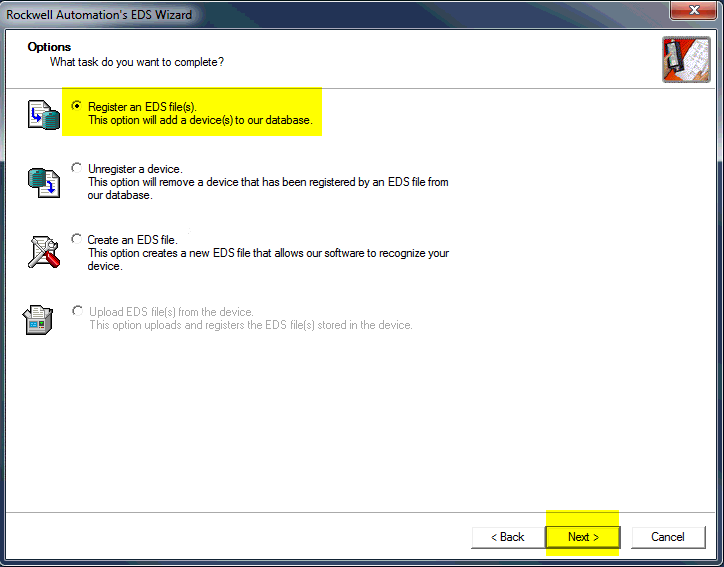 Rockwell Automation's EDS Wizard
Options
What task do you want to complete?
Register an EDS file(s).
This option will add a device(s) to our database.
Unregister a device.
This option will remove a device that has been registered by an EDS file from
our database.
Create an EDS file.
This option creates a new EDS file that allows our software to recognize your
device.
Upload EDS file(s) from the device.
This option uploads and registers the EDS file(s) stored in the device.
< Back
Next >
Cancel